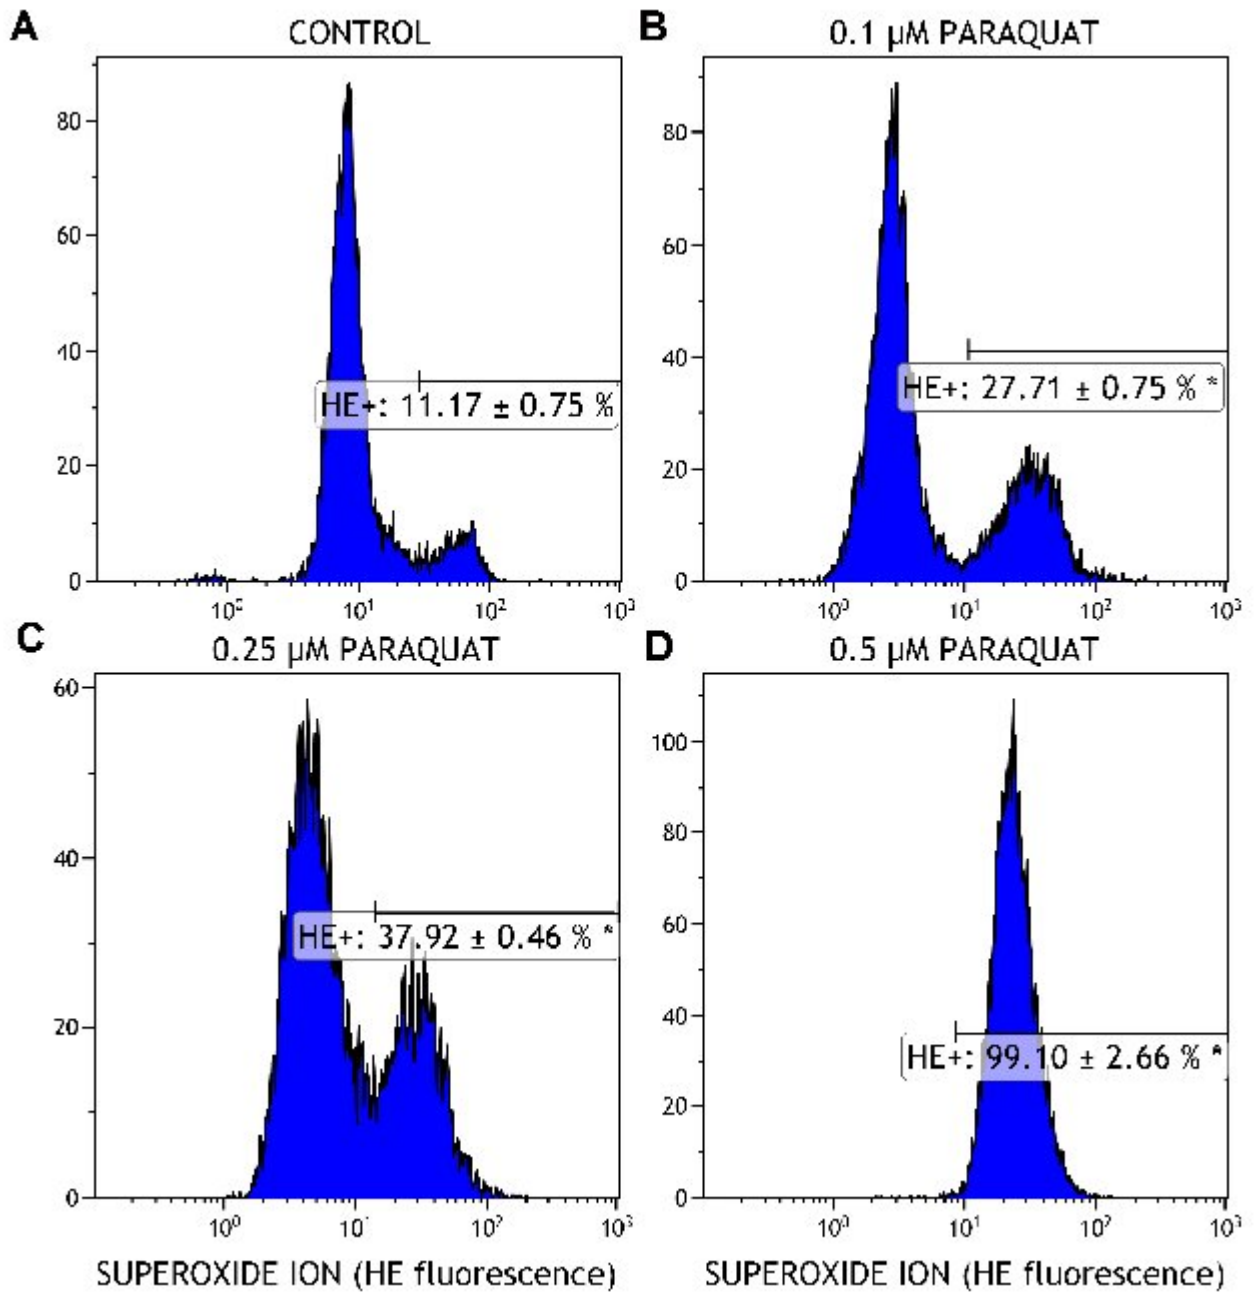 A
CONTROL
80
60
40
20
0
HE+: 11.17 ± 0.75 %
10⁰ 10¹ 10² 10³
B
0.1 µM PARAQUAT
80
60
40
20
0
HE+: 27.71 ± 0.75 % *
10⁰ 10¹ 10² 10³
C
0.25 µM PARAQUAT
60
40
20
0
HE+: 37.92 ± 0.46 % *
10⁰ 10¹ 10² 10³
SUPEROXIDE ION (HE fluorescence)
D
0.5 µM PARAQUAT
100
80
60
40
20
0
HE+: 99.10 ± 2.66 % *
10⁰ 10¹ 10² 10³
SUPEROXIDE ION (HE fluorescence)